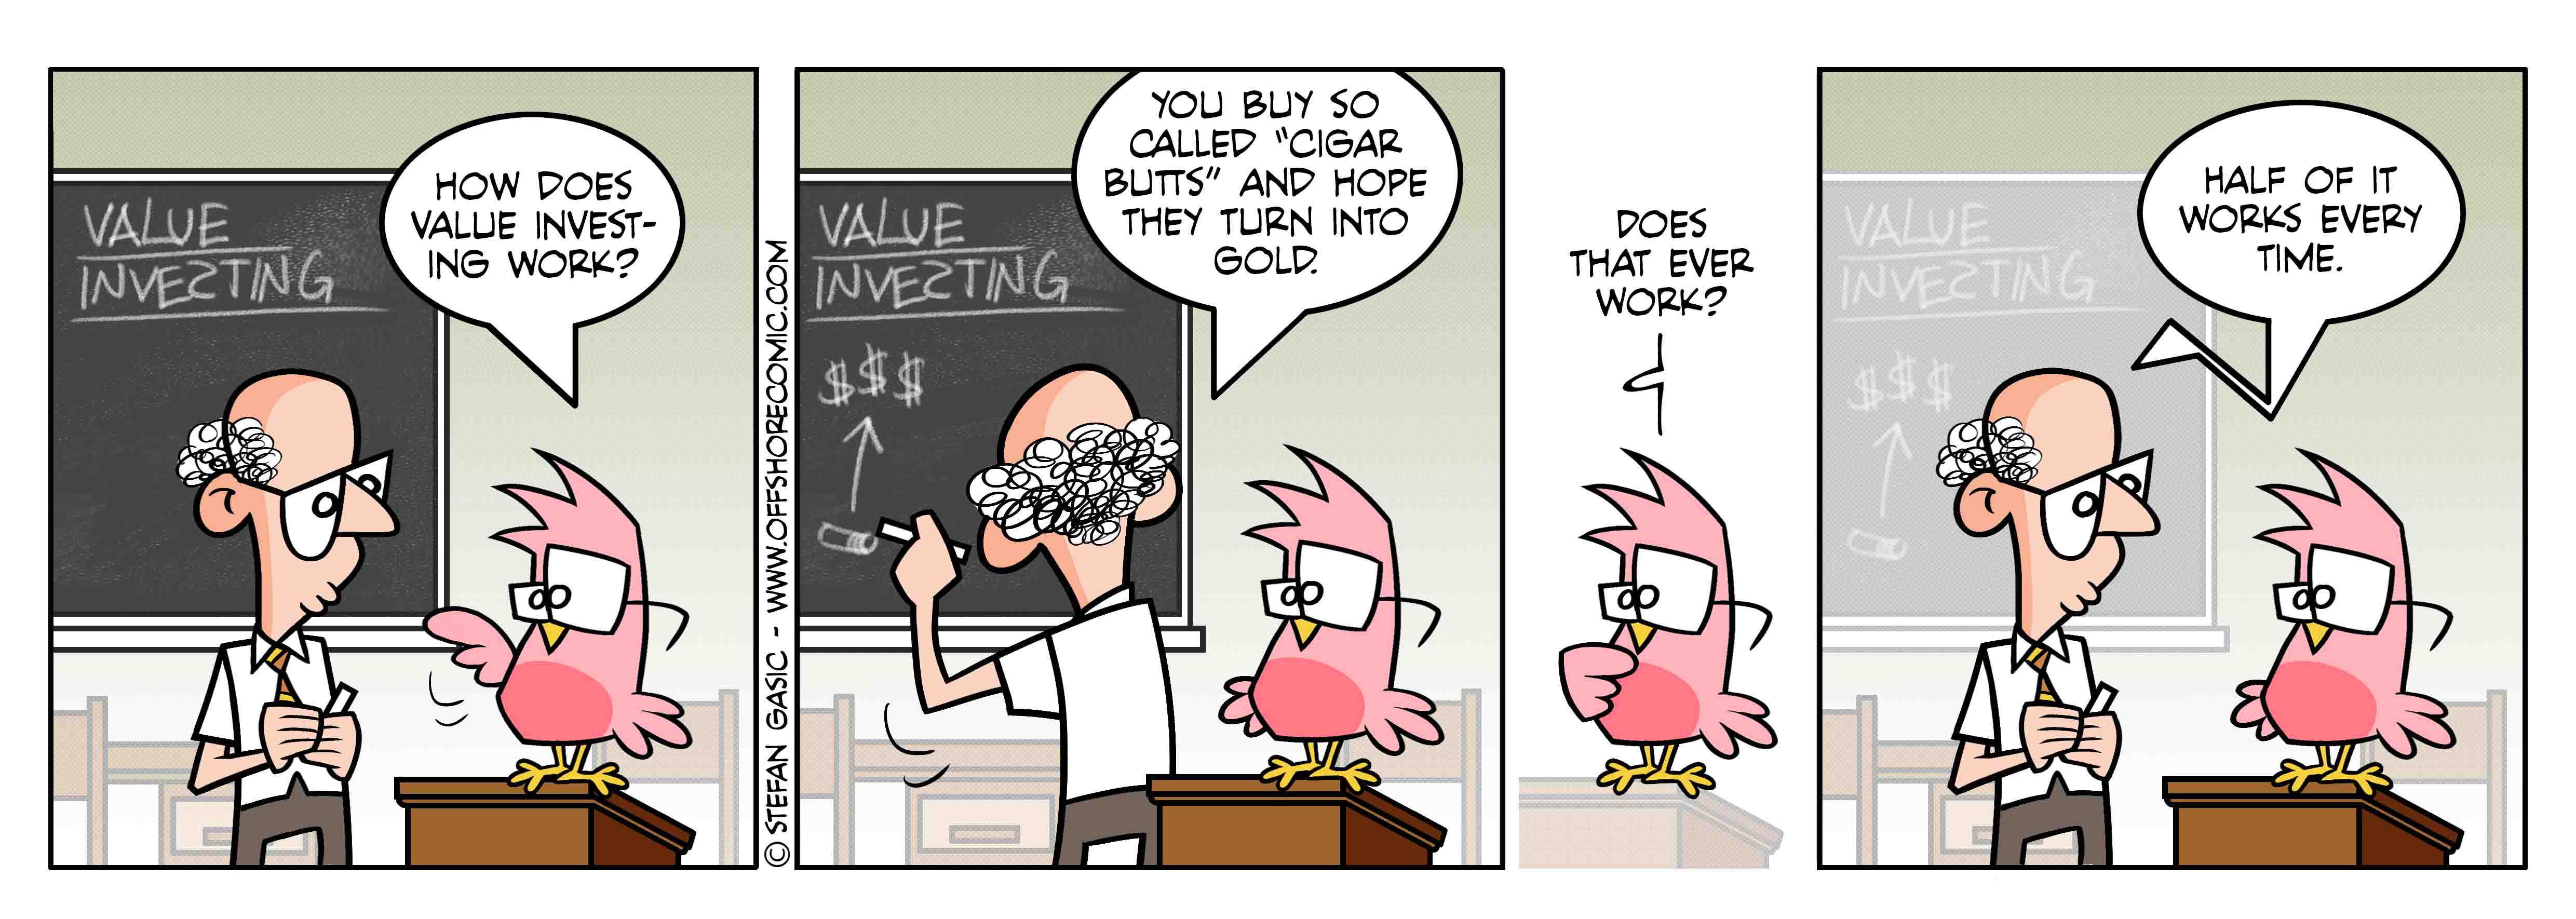 VALUE
INVESTING
HOW DOES
VALUE INVEST-
ING WORK?
© STEFAN GASIC - WWW.OFFSHORECOMIC.COM
VALUE
INVESTING
$$$
YOU BUY SO
CALLED "CIGAR
BUTTS" AND HOPE
THEY TURN INTO
GOLD.
DOES
THAT EVER
WORK?
VALUE
INVESTING
$$$
HALF OF IT
WORKS EVERY
TIME.